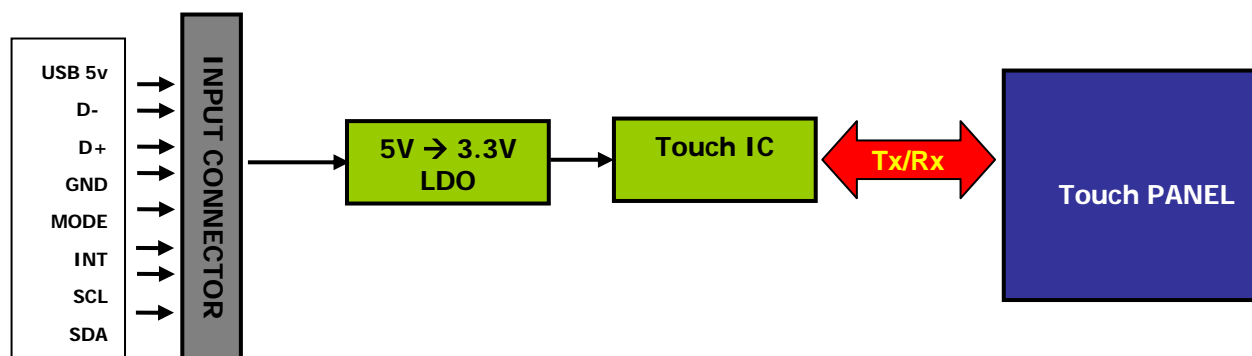 USB 5v
D-
D+
GND
MODE
INT
SCL
SDA
INPUT CONNECTOR
5V → 3.3V
LDO
Touch IC
Tx/Rx
Touch PANEL